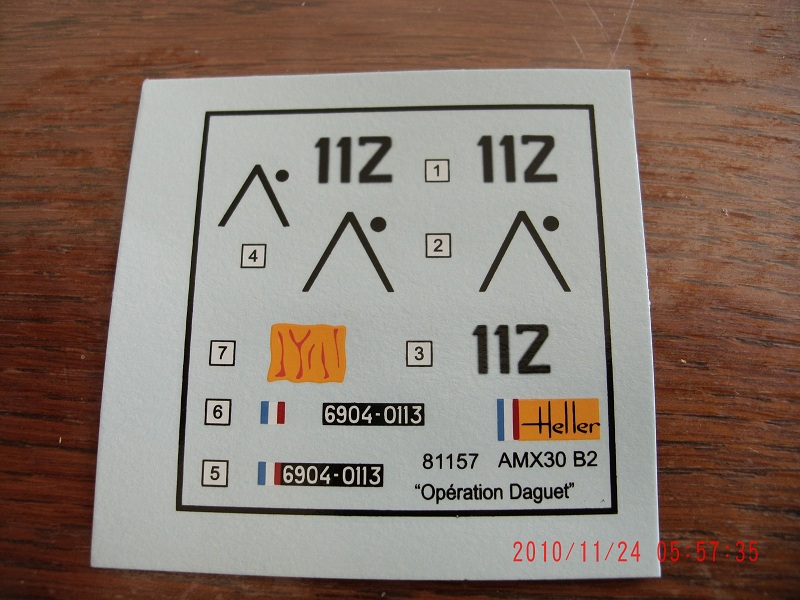 112 1 112
4 2
7 3 112
6 6904-0113 Heller
5 6904-0113 81157 AMX30 B2
“Opération Daguet”
2010/11/24 05:57:35